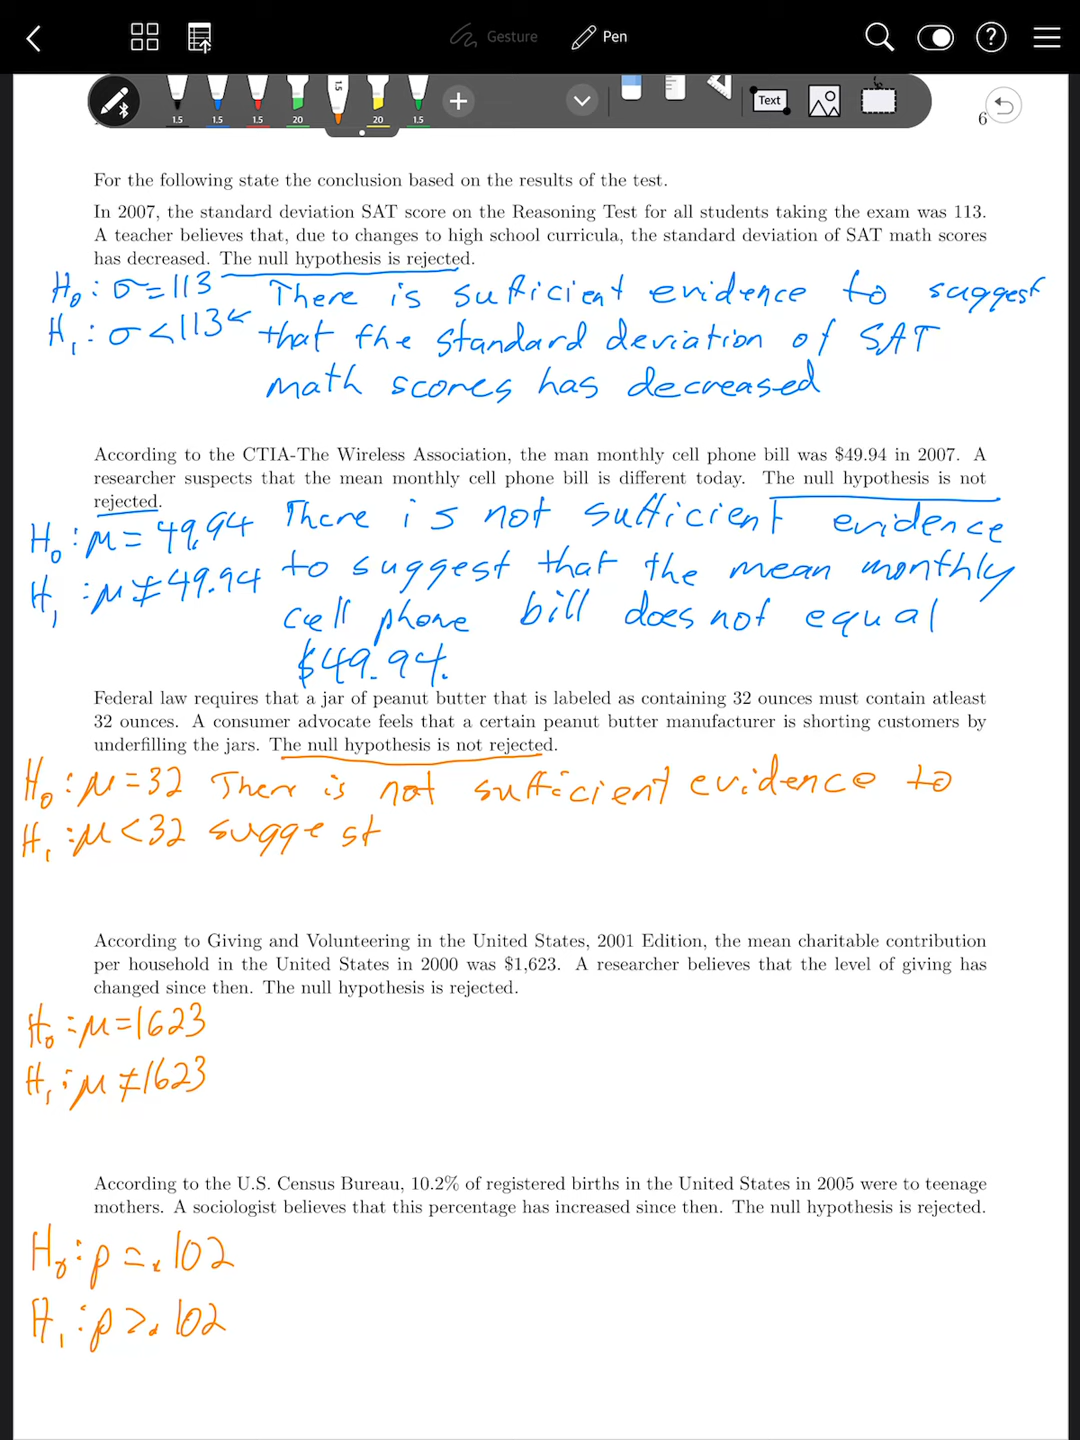 Gesture
Pen
1.5
1.5
1.5
20
1.5
20
1.5
Text
6
For the following state the conclusion based on the results of the test.
In 2007, the standard deviation SAT score on the Reasoning Test for all students taking the exam was 113.
A teacher believes that, due to changes to high school curricula, the standard deviation of SAT math scores
has decreased. The null hypothesis is rejected.
H₀ : σ = 113 There is sufficient evidence to suggest
H₁ : σ < 113 that the standard deviation of SAT
math scores has decreased
According to the CTIA-The Wireless Association, the man monthly cell phone bill was $49.94 in 2007. A
researcher suspects that the mean monthly cell phone bill is different today. The null hypothesis is not
rejected.
H₀ : μ = 49.94 There is not sufficient evidence
H₁ : μ ≠ 49.94 to suggest that the mean monthly
cell phone bill does not equal
$49.94.
Federal law requires that a jar of peanut butter that is labeled as containing 32 ounces must contain atleast
32 ounces. A consumer advocate feels that a certain peanut butter manufacturer is shorting customers by
underfilling the jars. The null hypothesis is not rejected.
H₀ : μ = 32 There is not sufficient evidence to
H₁ : μ < 32 suggest
According to Giving and Volunteering in the United States, 2001 Edition, the mean charitable contribution
per household in the United States in 2000 was $1,623. A researcher believes that the level of giving has
changed since then. The null hypothesis is rejected.
H₀ : μ = 1623
H₁ : μ ≠ 1623
According to the U.S. Census Bureau, 10.2% of registered births in the United States in 2005 were to teenage
mothers. A sociologist believes that this percentage has increased since then. The null hypothesis is rejected.
H₀ : p = .102
H₁ : p > .102